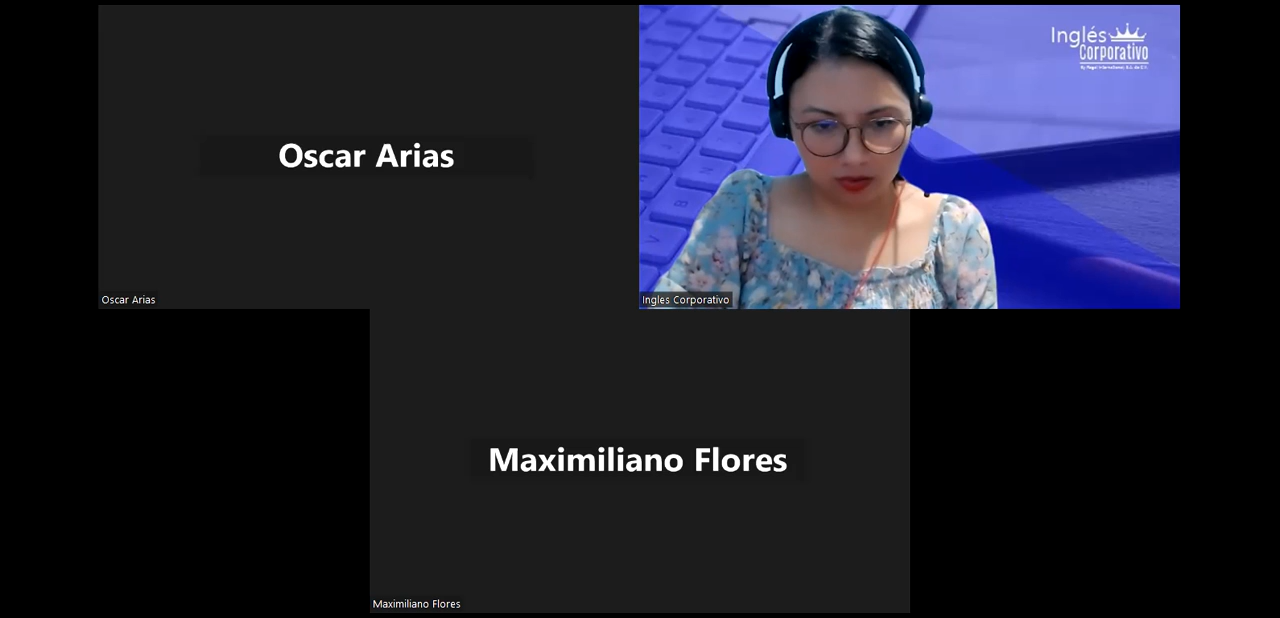 Oscar Arias
Inglés
Corporativo
Oscar Arias
Ingles Corporativo
Maximiliano Flores
Maximiliano Flores